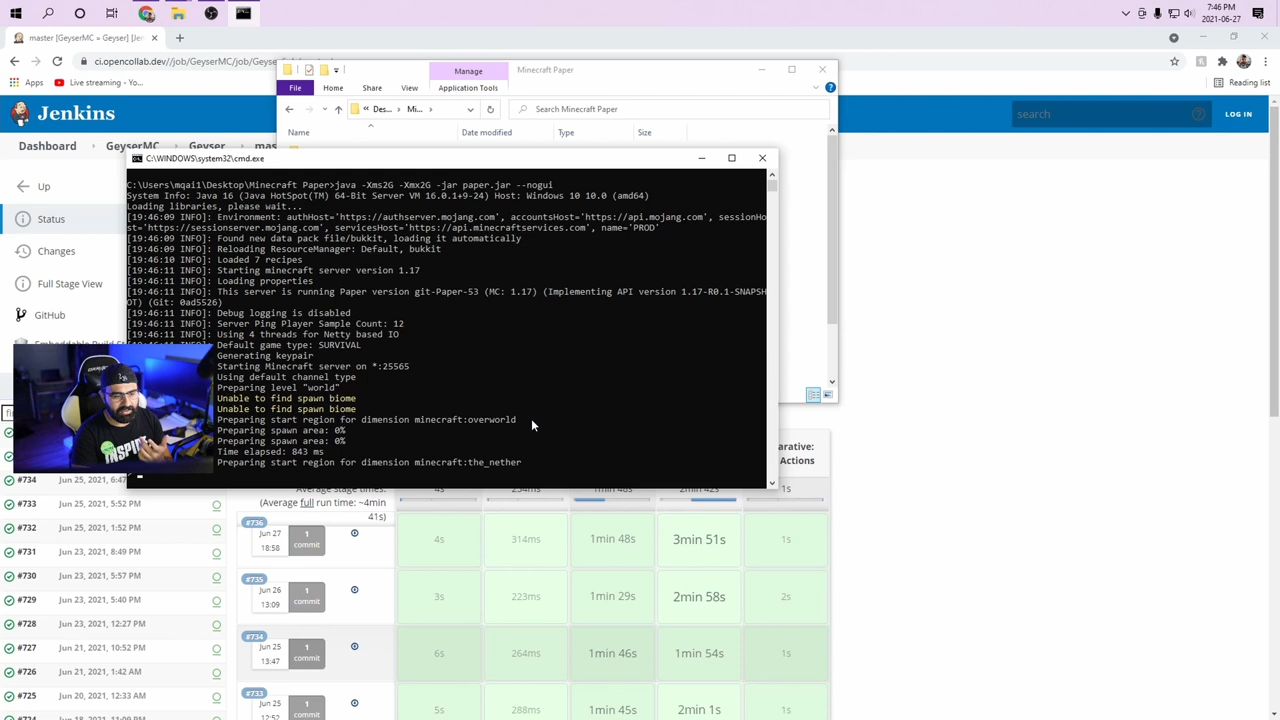 7:46 PM
2021-06-27
master [GeyserMC » Geyser] [Jen
ci.opencollab.dev//job/GeyserMC/job/Geyser/job/mas
Apps
Live streaming - You...
Reading list
Jenkins
search
LOG IN
Dashboard
GeyserMC
Geyser
mas
Up
Status
Changes
Full Stage View
GitHub
Manage
Minecraft Paper
File
Home
Share
View
Application Tools
« Des... › Mi... ›
Search Minecraft Paper
Name
Date modified
Type
Size
C:\WINDOWS\system32\cmd.exe
C:\Users\mqai1\Desktop\Minecraft Paper>java -Xms2G -Xmx2G -jar paper.jar --nogui
System Info: Java 16 (Java HotSpot(TM) 64-Bit Server VM 16.0.1+9-24) Host: Windows 10 10.0 (amd64)
Loading libraries, please wait...
[19:46:09 INFO]: Environment: authHost='https://authserver.mojang.com', accountsHost='https://api.mojang.com', sessionHo
st='https://sessionserver.mojang.com', servicesHost='https://api.minecraftservices.com', name='PROD'
[19:46:09 INFO]: Found new data pack file/bukkit, loading it automatically
[19:46:09 INFO]: Reloading ResourceManager: Default, bukkit
[19:46:10 INFO]: Loaded 7 recipes
[19:46:11 INFO]: Starting minecraft server version 1.17
[19:46:11 INFO]: Loading properties
[19:46:11 INFO]: This server is running Paper version git-Paper-53 (MC: 1.17) (Implementing API version 1.17-R0.1-SNAPSH
OT) (Git: 0ad5526)
[19:46:11 INFO]: Debug logging is disabled
[19:46:11 INFO]: Server Ping Player Sample Count: 12
[19:46:11 INFO]: Using 4 threads for Netty based IO
Default game type: SURVIVAL
Generating keypair
Starting Minecraft server on *:25565
Using default channel type
Preparing level "world"
Unable to find spawn biome
Unable to find spawn biome
Preparing start region for dimension minecraft:overworld
Preparing spawn area: 0%
Preparing spawn area: 0%
Time elapsed: 843 ms
Preparing start region for dimension minecraft:the_nether
INSPI
#734 Jun 25, 2021, 6:47
#733 Jun 25, 2021, 5:52 PM
#732 Jun 25, 2021, 1:52 PM
#731 Jun 23, 2021, 8:49 PM
#730 Jun 23, 2021, 5:57 PM
#729 Jun 23, 2021, 5:40 PM
#728 Jun 23, 2021, 12:27 PM
#727 Jun 21, 2021, 10:52 PM
#726 Jun 21, 2021, 1:42 AM
#725 Jun 20, 2021, 12:33 AM
arative:
Actions
Average stage times:
(Average full run time: ~4min
41s)
#736
Jun 27
18:58
1
commit
4s
314ms
1min 48s
3min 51s
1s
#735
Jun 26
13:09
1
commit
3s
223ms
1min 29s
2min 58s
2s
#734
Jun 25
13:47
1
commit
6s
264ms
1min 46s
1min 54s
1s
#733
Jun 25
12:52
1
commit
5s
288ms
1min 45s
2min 1s
1s